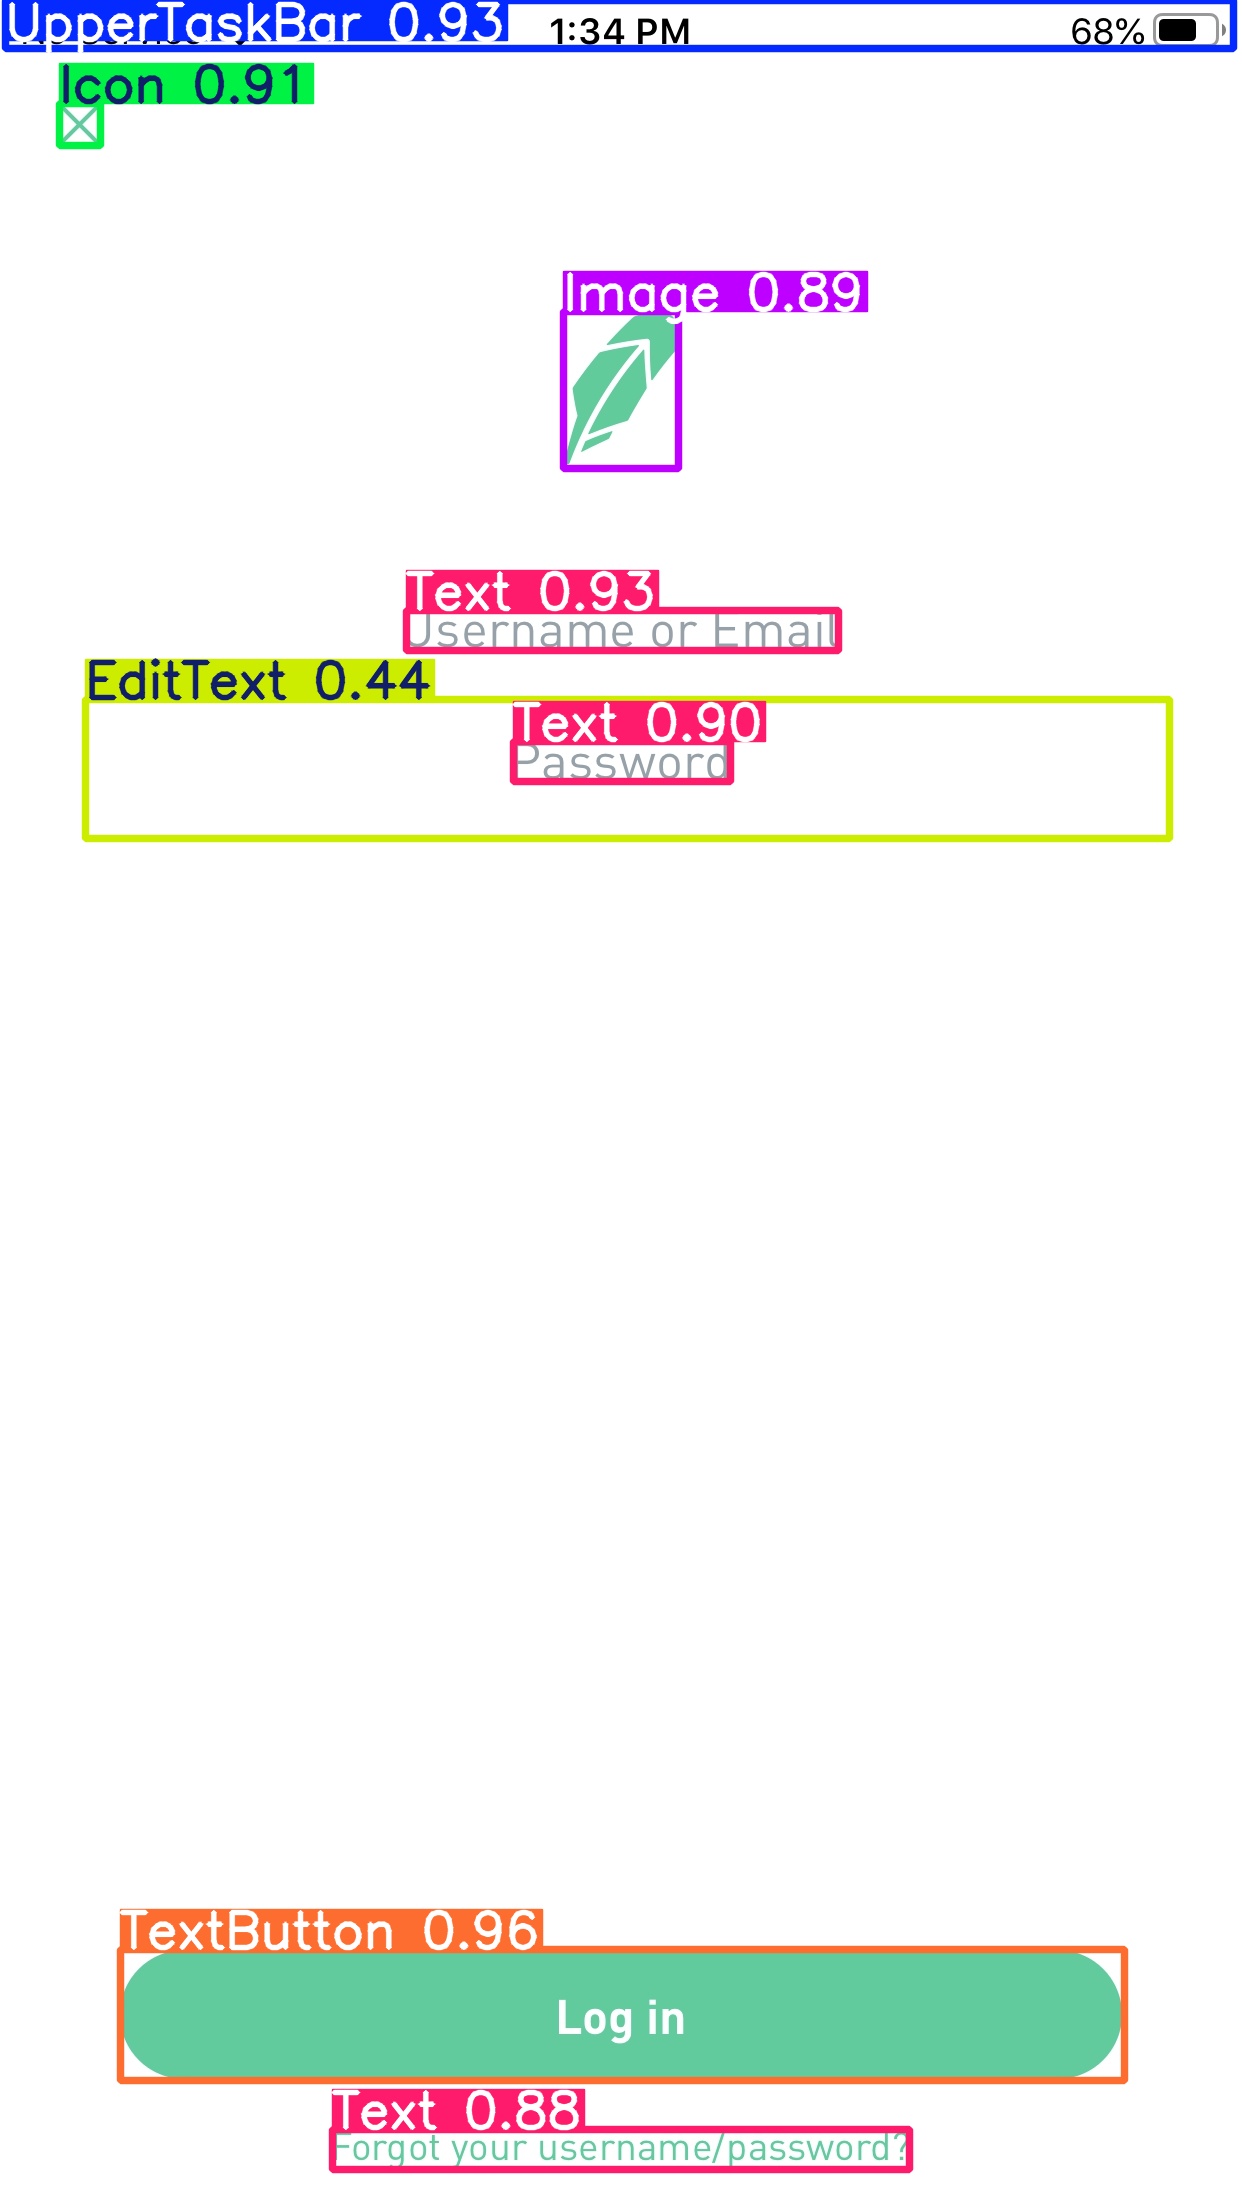 UpperTaskBar 0.93 1:34 PM 68%
Icon 0.91
Image 0.89
Text 0.93
Username or Email
EditText 0.44
Text 0.90
Password
TextButton 0.96
Log in
Text 0.88
Forgot your username/password?